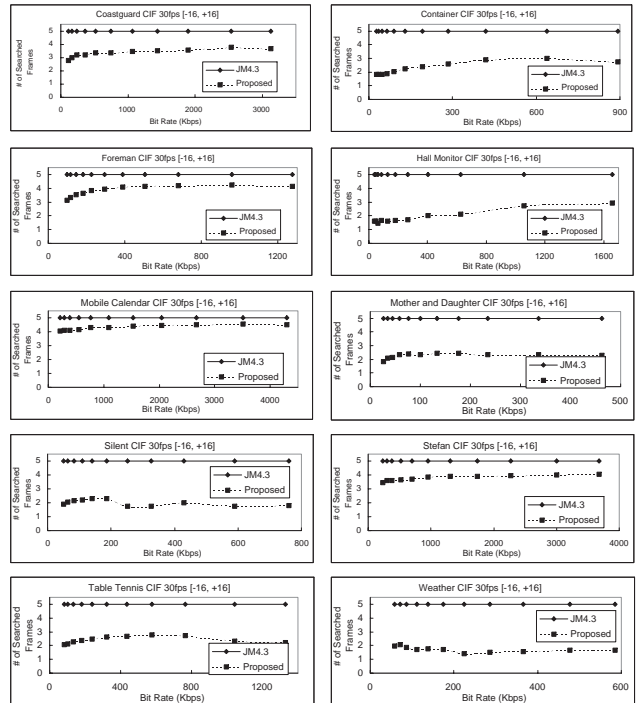 Coastguard CIF 30fps [-16, +16]
# of Searched
Frames
5
4
3
2
1
0
JM4.3
Proposed
0 1000 2000 3000
Bit Rate (Kbps)
Container CIF 30fps [-16, +16]
# of Searched
Frames
5
4
3
2
1
0
JM4.3
Proposed
0 300 600 900
Bit Rate (Kbps)
Foreman CIF 30fps [-16, +16]
# of Searched
Frames
5
4
3
2
1
0
JM4.3
Proposed
0 400 800 1200
Bit Rate (Kbps)
Hall Monitor CIF 30fps [-16, +16]
# of Searched
Frames
5
4
3
2
1
0
JM4.3
Proposed
0 400 800 1200 1600
Bit Rate (Kbps)
Mobile Calendar CIF 30fps [-16, +16]
# of Searched
Frames
5
4
3
2
1
0
JM4.3
Proposed
0 1000 2000 3000 4000
Bit Rate (Kbps)
Mother and Daughter CIF 30fps [-16, +16]
# of Searched
Frames
5
4
3
2
1
0
JM4.3
Proposed
0 100 200 300 400 500
Bit Rate (Kbps)
Silent CIF 30fps [-16, +16]
# of Searched
Frames
5
4
3
2
1
0
JM4.3
Proposed
0 200 400 600 800
Bit Rate (Kbps)
Stefan CIF 30fps [-16, +16]
# of Searched
Frames
5
4
3
2
1
0
JM4.3
Proposed
0 1000 2000 3000 4000
Bit Rate (Kbps)
Table Tennis CIF 30fps [-16, +16]
# of Searched
Frames
5
4
3
2
1
0
JM4.3
Proposed
0 400 800 1200
Bit Rate (Kbps)
Weather CIF 30fps [-16, +16]
# of Searched
Frames
5
4
3
2
1
0
JM4.3
Proposed
0 200 400 600
Bit Rate (Kbps)